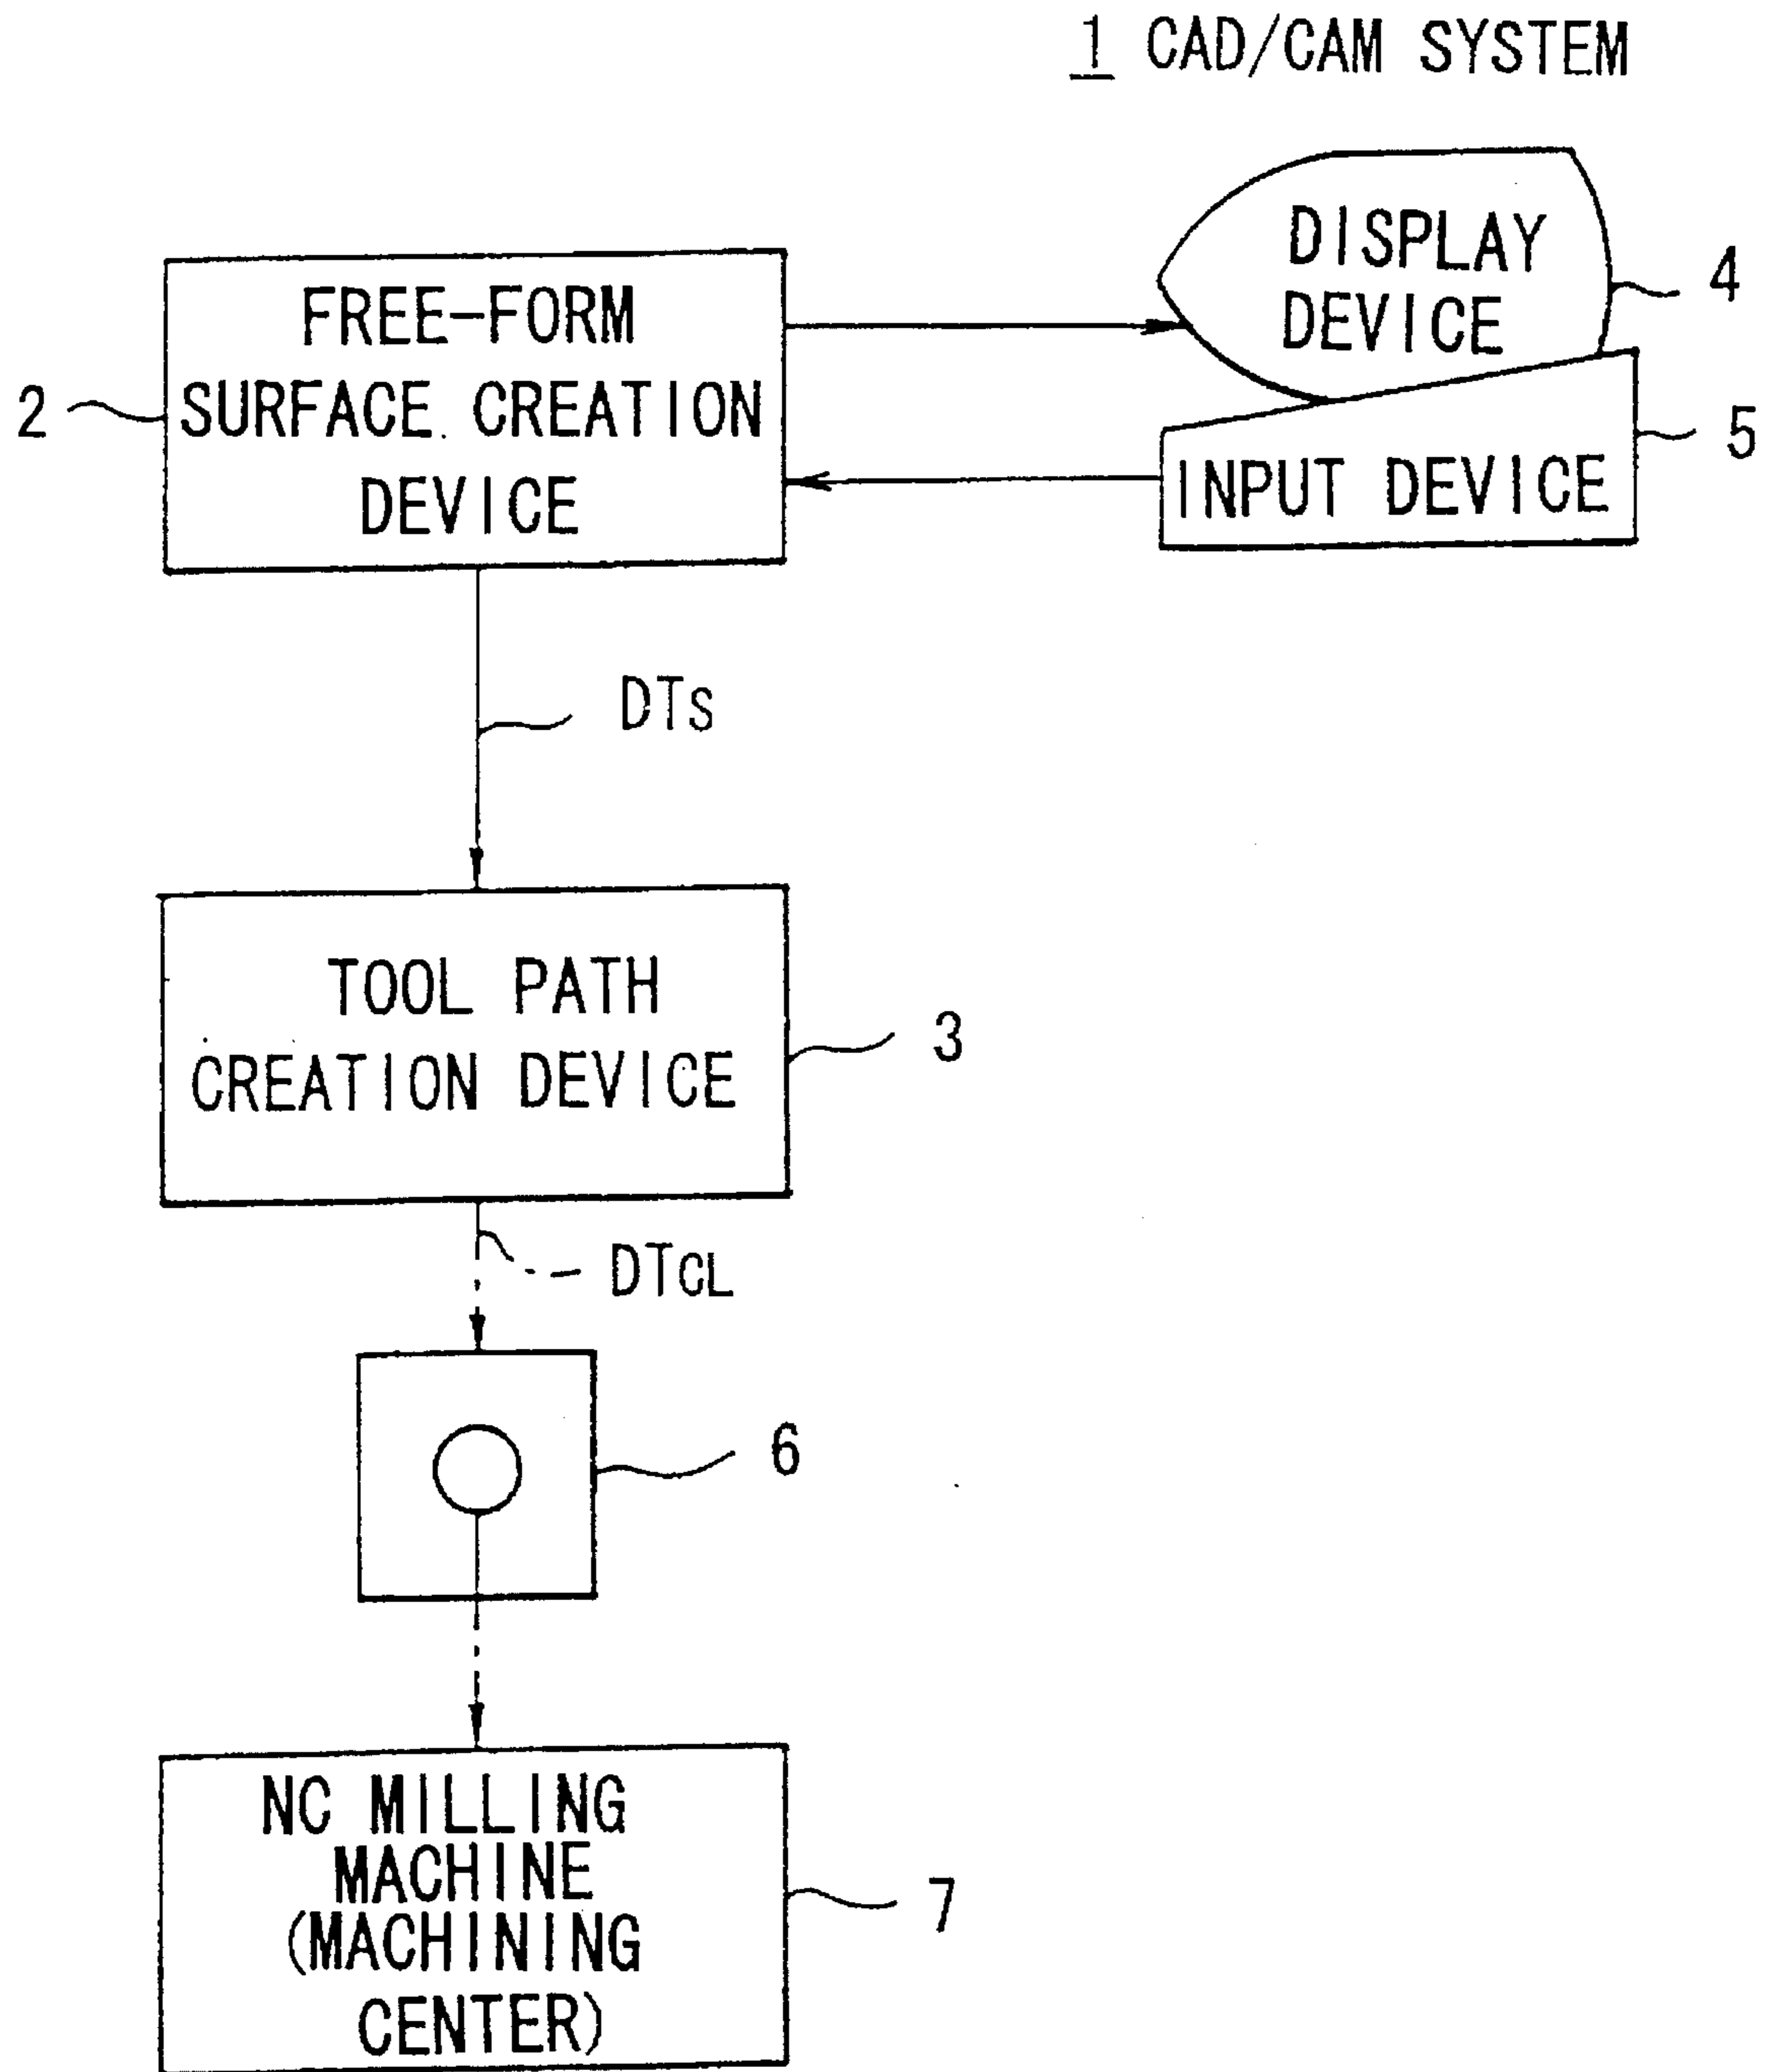 1 CAD/CAM SYSTEM
DISPLAY
DEVICE
4
FREE-FORM
SURFACE CREATION
DEVICE
2
INPUT DEVICE
5
DTS
TOOL PATH
CREATION DEVICE
3
DTCL
6
NC MILLING
MACHINE
(MACHINING
CENTER)
7